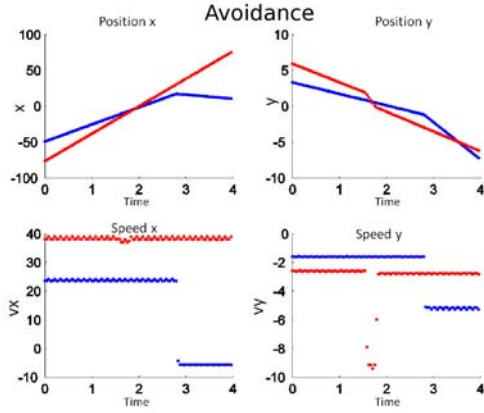 Avoidance
Position x
Position y
100
50
0
-50
-100
x
0 1 2 3 4
Time
10
5
0
-5
-10
y
0 1 2 3 4
Time
Speed x
Speed y
40
30
20
10
0
-10
vx
0 1 2 3 4
Time
-2
-4
-6
-8
-10
vy
0 1 2 3 4
Time